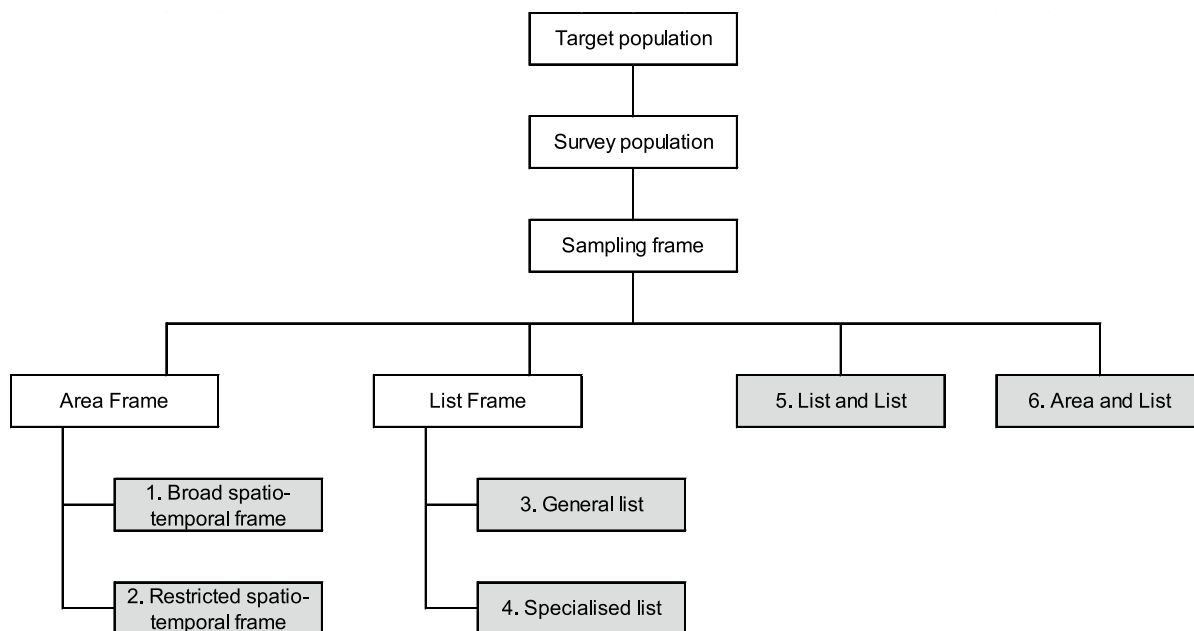 Target population
Survey population
Sampling frame
Area Frame
List Frame
5. List and List
6. Area and List
1. Broad spatio-
temporal frame
3. General list
2. Restricted spatio-
temporal frame
4. Specialised list